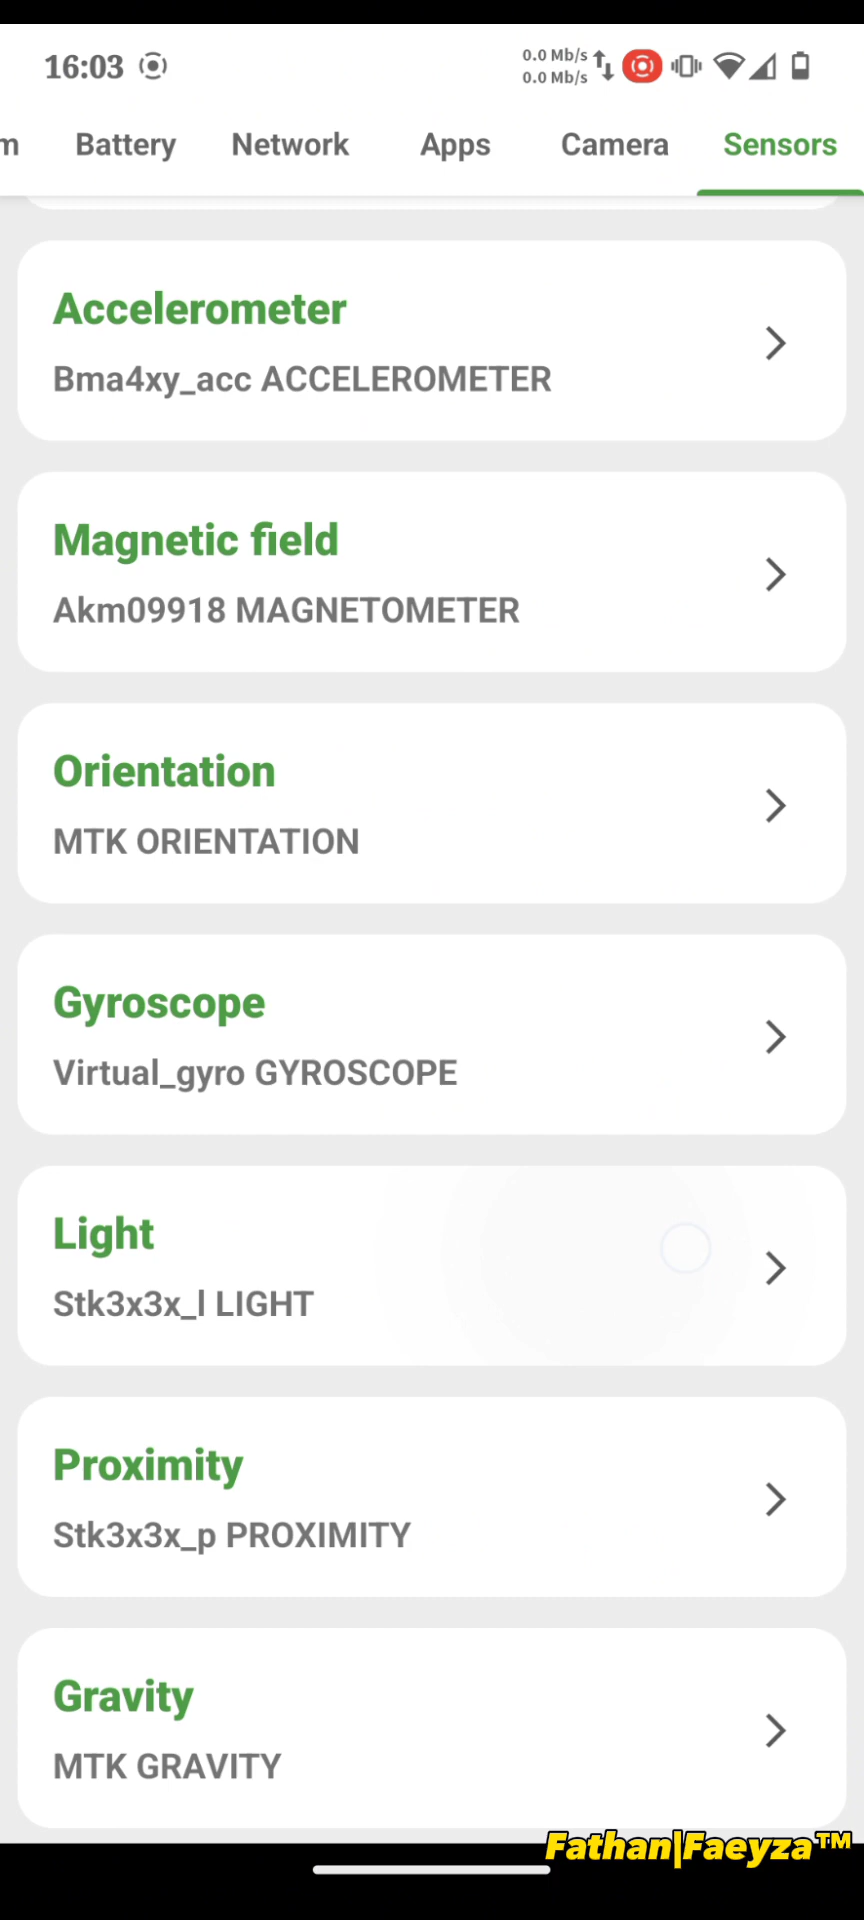 16:03
0.0 Mb/s
0.0 Mb/s
m Battery Network Apps Camera Sensors
Accelerometer
Bma4xy_acc ACCELEROMETER
Magnetic field
Akm09918 MAGNETOMETER
Orientation
MTK ORIENTATION
Gyroscope
Virtual_gyro GYROSCOPE
Light
Stk3x3x_l LIGHT
Proximity
Stk3x3x_p PROXIMITY
Gravity
MTK GRAVITY
Fathan|Faeyza™